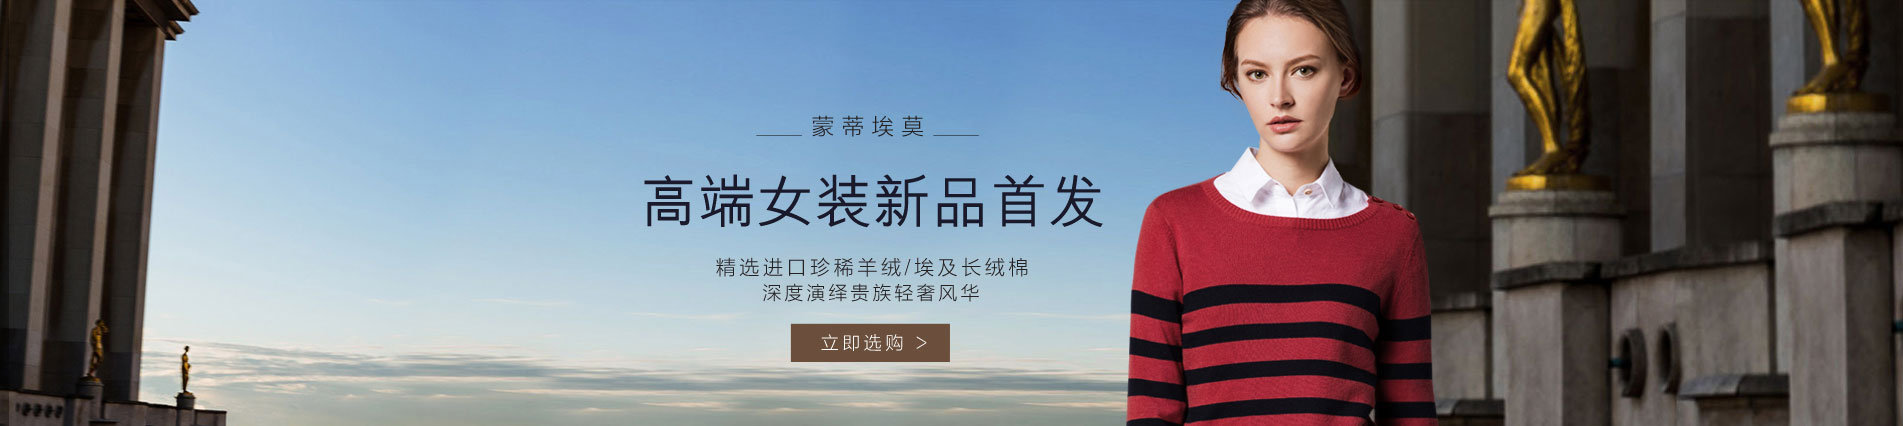 蒙蒂埃莫
高端女装新品首发
精选进口珍稀羊绒/埃及长绒棉
深度演绎贵族轻奢风华
立即选购 >